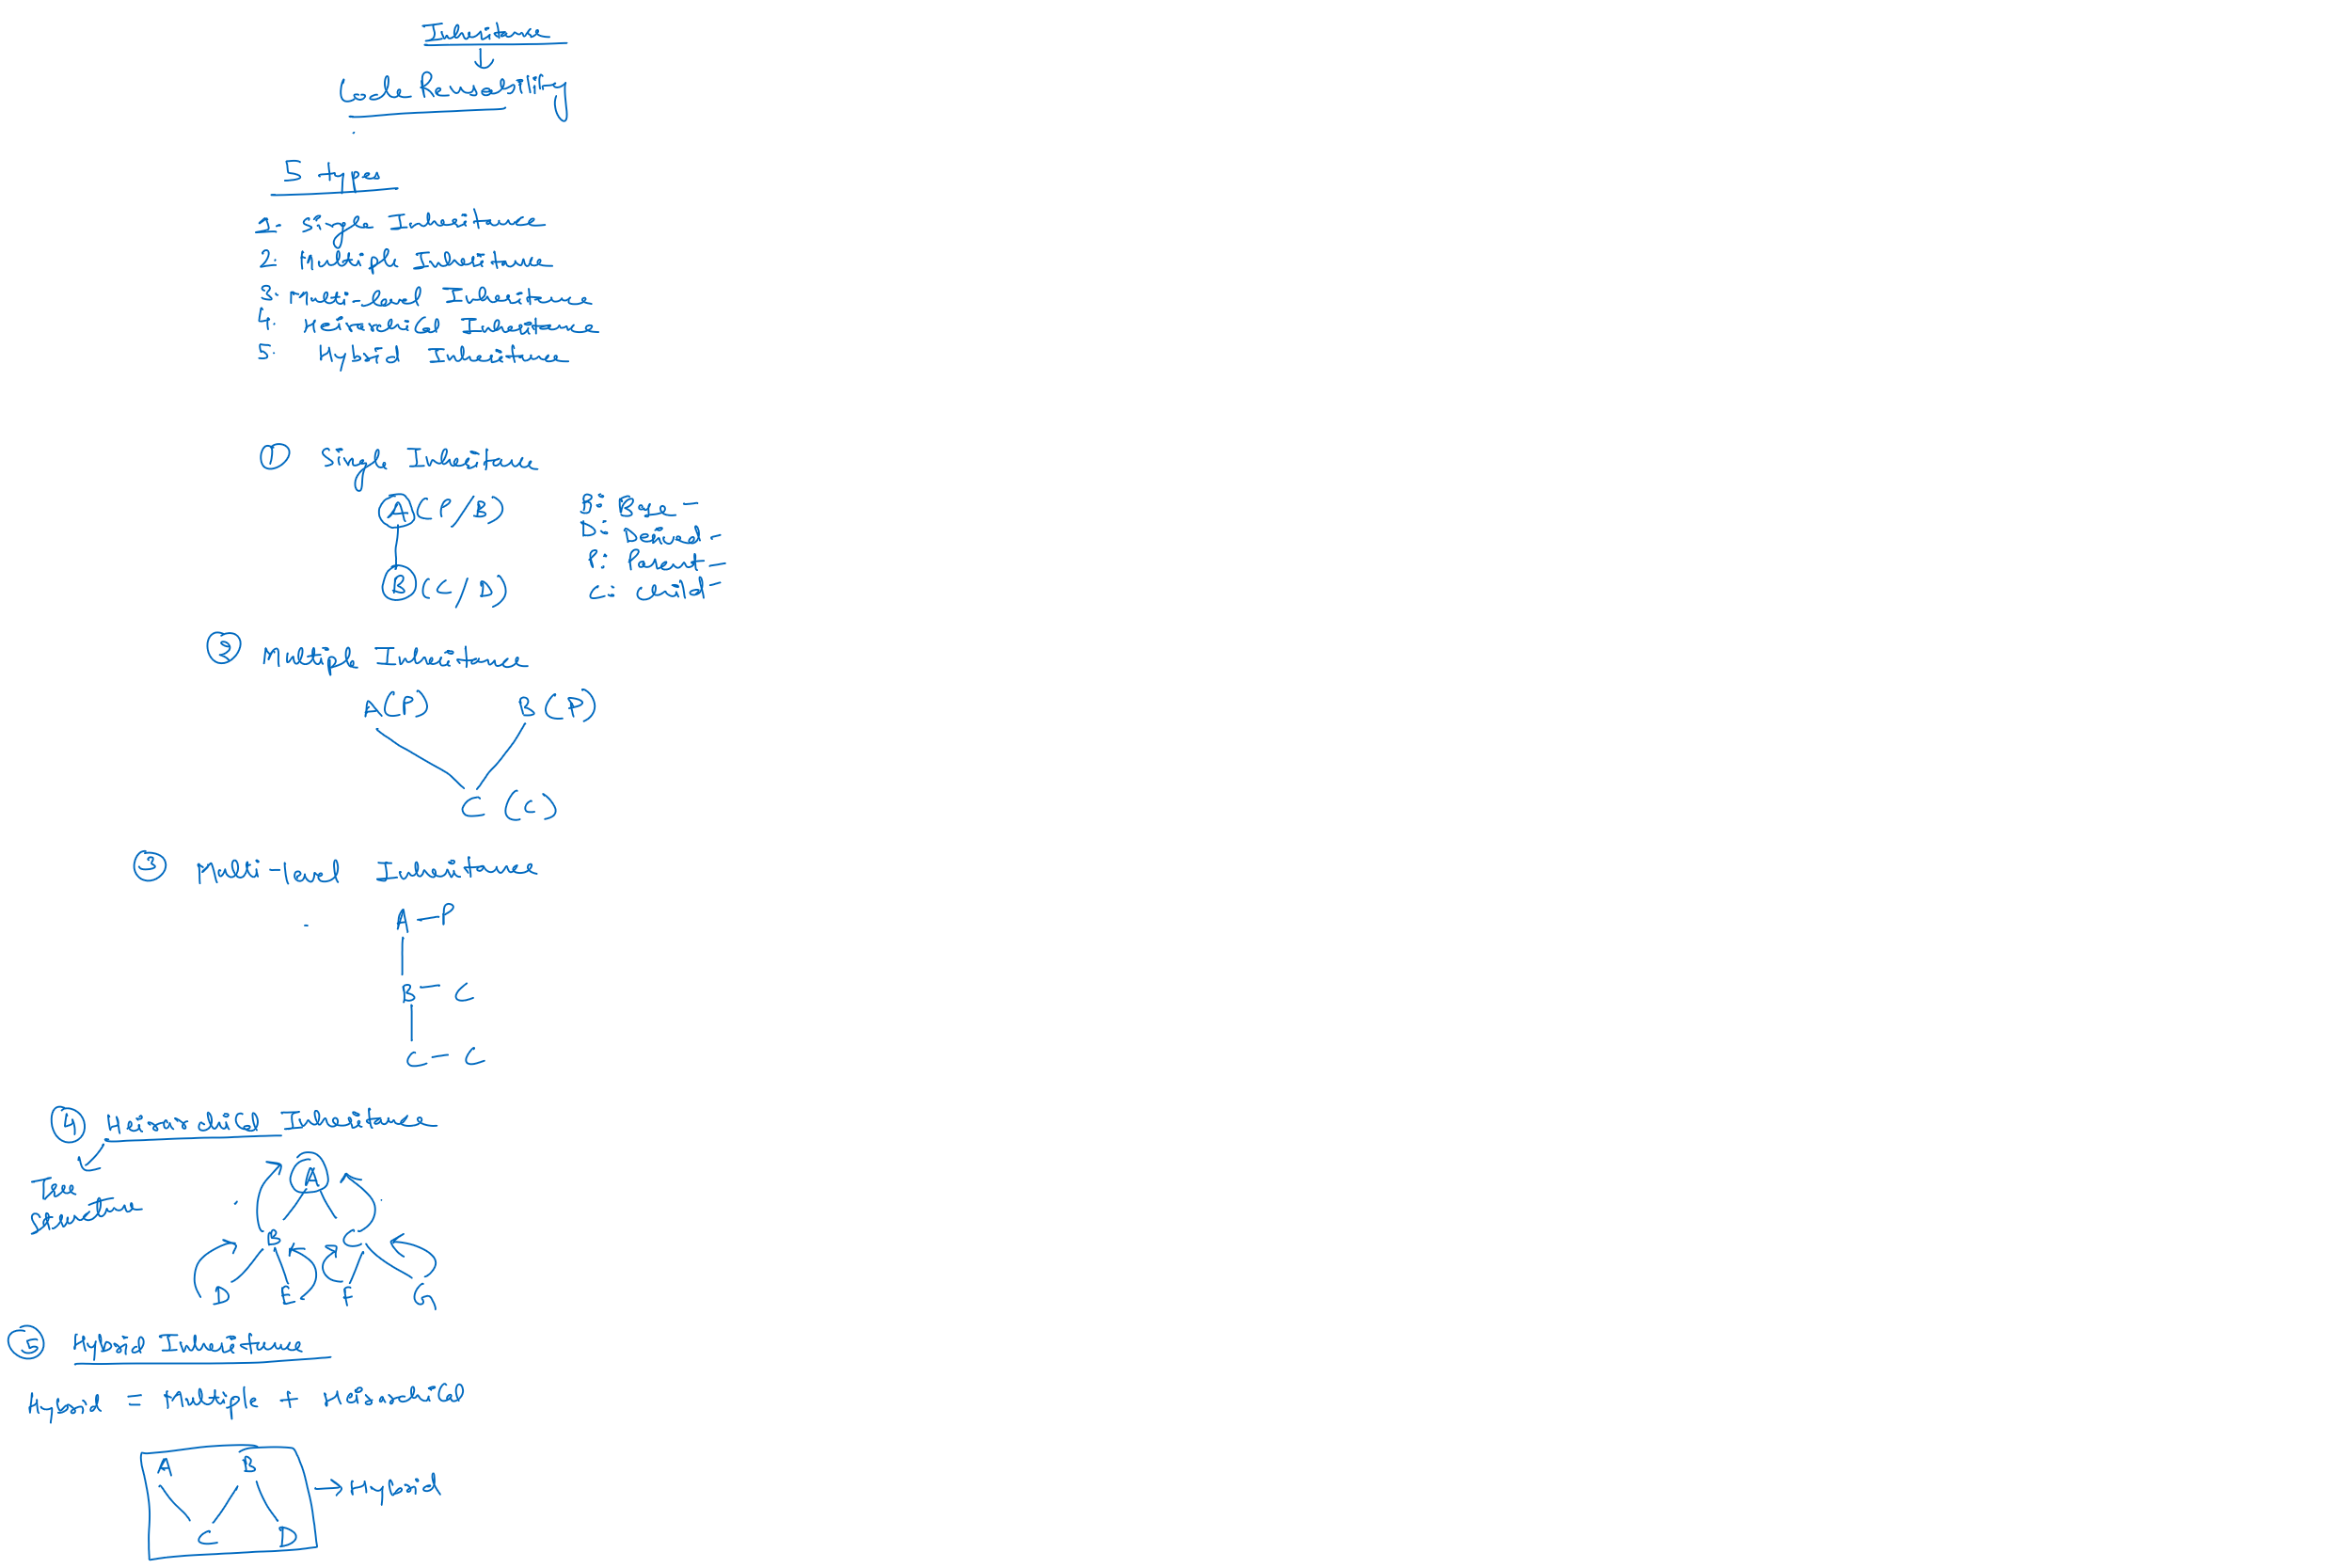 Inheritance
Code Reusability
5 types
1. Single Inheritance
2. Multiple Inheritance
3. Multi-level Inheritance
4. Heirarchical Inheritance
5. Hybrid Inheritance
① Single Inheritance
A (P/B)
B (C/D)
B: Base -
D: Derived -
P: Parent -
C: Child -
② Multiple Inheritance
A(P) B(P)
C (C)
③ Multi-level Inheritance
A - P
B - C
C - C
④ Heirarchical Inheritance
Tree
Structure
A
B C
D E F G
⑤ Hybrid Inheritance
Hybrid = Multiple + Heirarchical
A B
→ Hybrid
C D